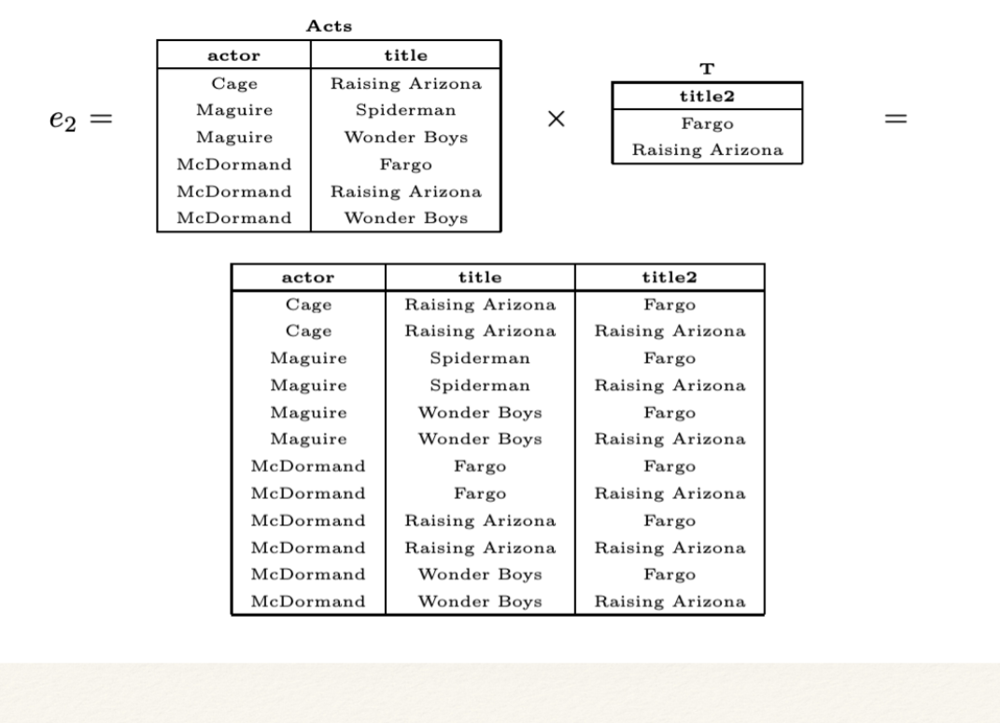 Acts
actor title
Cage Raising Arizona
Maguire Spiderman
Maguire Wonder Boys
McDormand Fargo
McDormand Raising Arizona
McDormand Wonder Boys
e₂ =
×
T
title2
Fargo
Raising Arizona
=
actor title title2
Cage Raising Arizona Fargo
Cage Raising Arizona Raising Arizona
Maguire Spiderman Fargo
Maguire Spiderman Raising Arizona
Maguire Wonder Boys Fargo
Maguire Wonder Boys Raising Arizona
McDormand Fargo Fargo
McDormand Fargo Raising Arizona
McDormand Raising Arizona Fargo
McDormand Raising Arizona Raising Arizona
McDormand Wonder Boys Fargo
McDormand Wonder Boys Raising Arizona